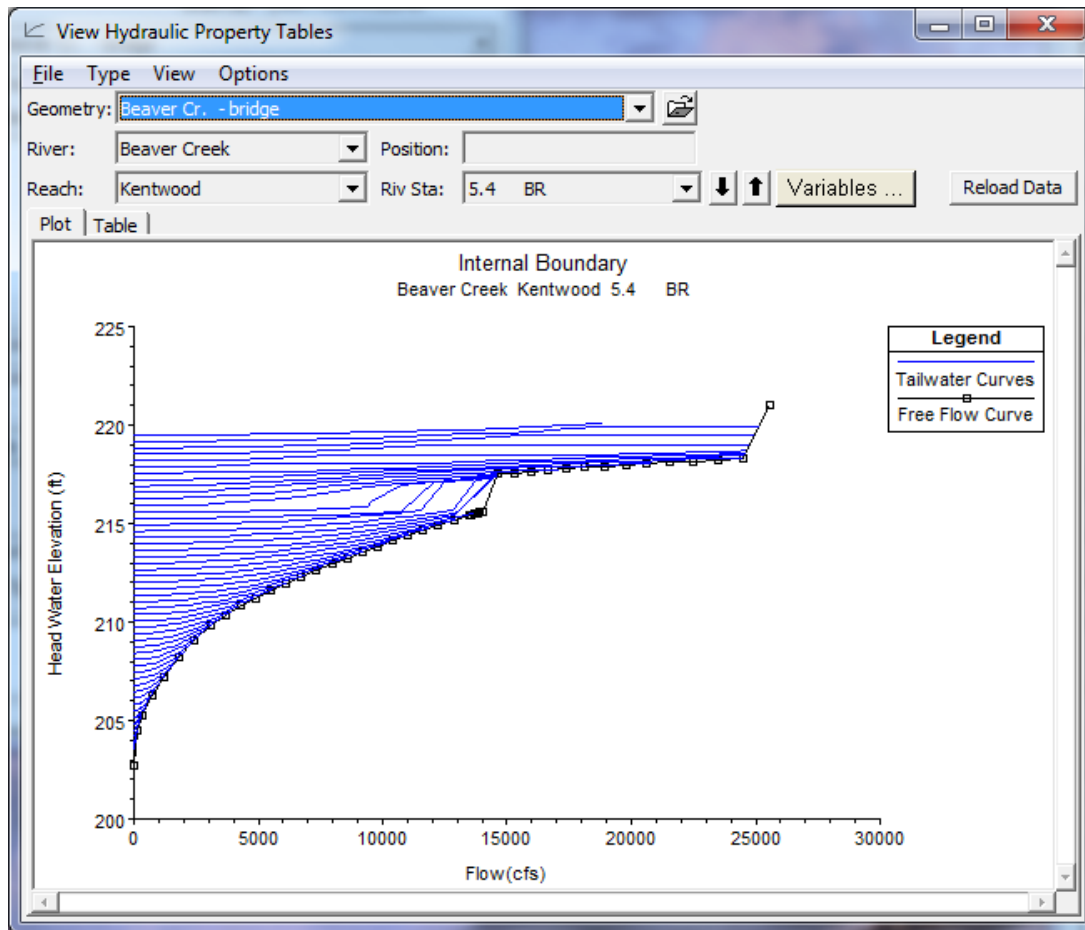 View Hydraulic Property Tables
File Type View Options
Geometry: Beaver Cr. - bridge
River: Beaver Creek Position:
Reach: Kentwood Riv Sta: 5.4 BR Variables ... Reload Data
Plot Table
Internal Boundary
Beaver Creek Kentwood 5.4 BR
Legend
Tailwater Curves
Free Flow Curve
Head Water Elevation (ft)
225
220
215
210
205
200
0 5000 10000 15000 20000 25000 30000
Flow(cfs)